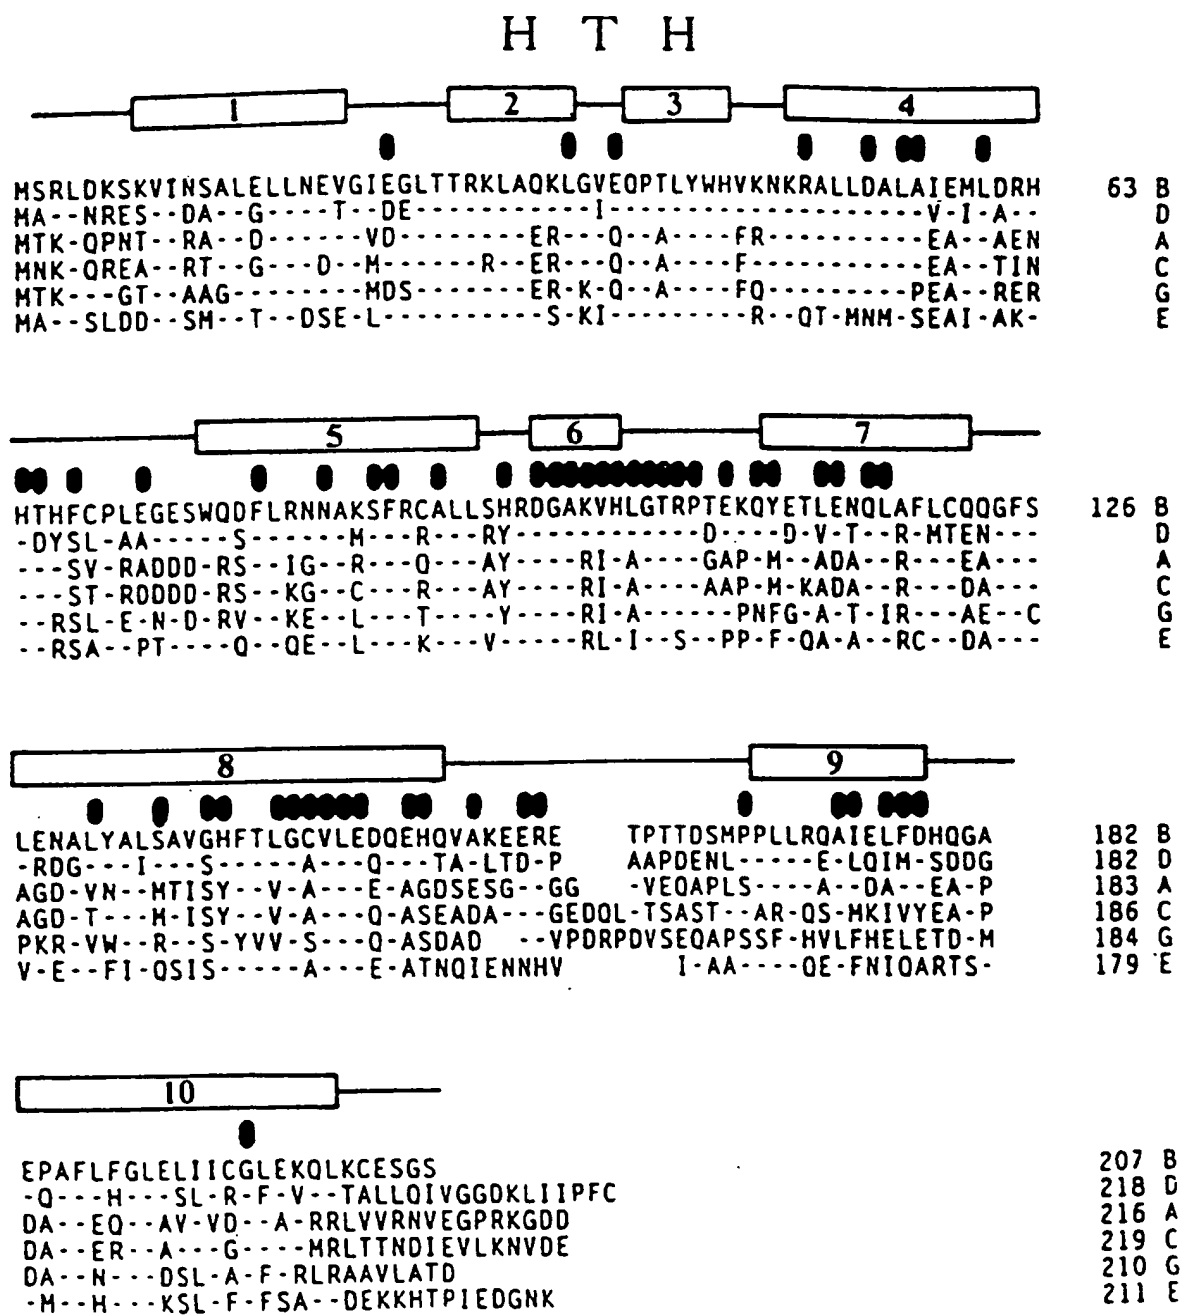 H T H
1 2 3 4
MSRLDKSKVINSALELLNEVGIEGLTTRKLAQKLGVEQPTLYWHVKNKRALLDALAIEMLDRH 63 B
MA--NRES--DA--G----T--DE----------I------------------V-I-A-- D
MTK-QPNT--RA--D------VD--------ER--Q--A----FR---------EA--AEN A
MNK-QREA--RT--G---D--M------R--ER--Q--A----F----------EA--TIN C
MTK---GT--AAG--------MDS-------ER-K-Q--A----FQ--------PEA--RER G
MA--SLDD--SM--T--DSE-L---------S-KI--------R--QT-MNM-SEAI-AK- E
5 6 7
HTHFCPLEGESWQDFLRNNAKSFRCALLSHRDGAKVHLGTRPTEKQYETLENQLAFLCQQGFS 126 B
-DYSL-AA-----S------M---R---RY-----------D----D-V-T--R-MTEN--- D
---SV-RADDD-RS--IG--R---Q---AY----RI-A-----GAP-M--ADA--R---EA--- A
---ST-RDDDD-RS--KG--C---R---AY----RI-A-----AAP-M-KADA--R---DA--- C
--RSL-E-N-D-RV--KE--L---T----Y----RI-A------PNFG-A-T-IR---AE--C G
--RSA--PT----Q--QE--L---K---V-----RL-I--S--PP-F-QA-A--RC--DA--- E
8 9
LENALYALSAVGHFTLGCVLEDQEHQVAKEERE TPTTDSMPPLLRQAIELFDHQGA 182 B
-RDG---I---S-----A---Q---TA-LTD-P AAPDENL-----E-LQIM-SDDG 182 D
AGD-VN--MTISY--V-A---E-AGDSESG--GG -VEQAPLS----A--DA--EA-P 183 A
AGD-T---M-ISY--V-A---Q-ASEADA---GEDQL-TSAST--AR-QS-MKIVYEA-P 186 C
PKR-VW--R--S-YVV-S---Q-ASDAD --VPDRPDVSEQAPSSF-HVLFHELETD-M 184 G
V-E--FI-QSIS-----A---E-ATNQIENNHV I-AA----QE-FNIQARTS- 179 E
10
EPAFLFGLELIICGLEKQLKCESGS 207 B
-Q---H---SL-R-F-V--TALLQIVGGDKLIIPFC 218 D
DA--EQ--AV-VD--A-RRLVVRNVEGPRKGDD 216 A
DA--ER--A---G----MRLTTNDIEVLKNVDE 219 C
DA--N---DSL-A-F-RLRAAVLATD 210 G
-M--H---KSL-F-FSA--DEKKHTPIEDGNK 211 E